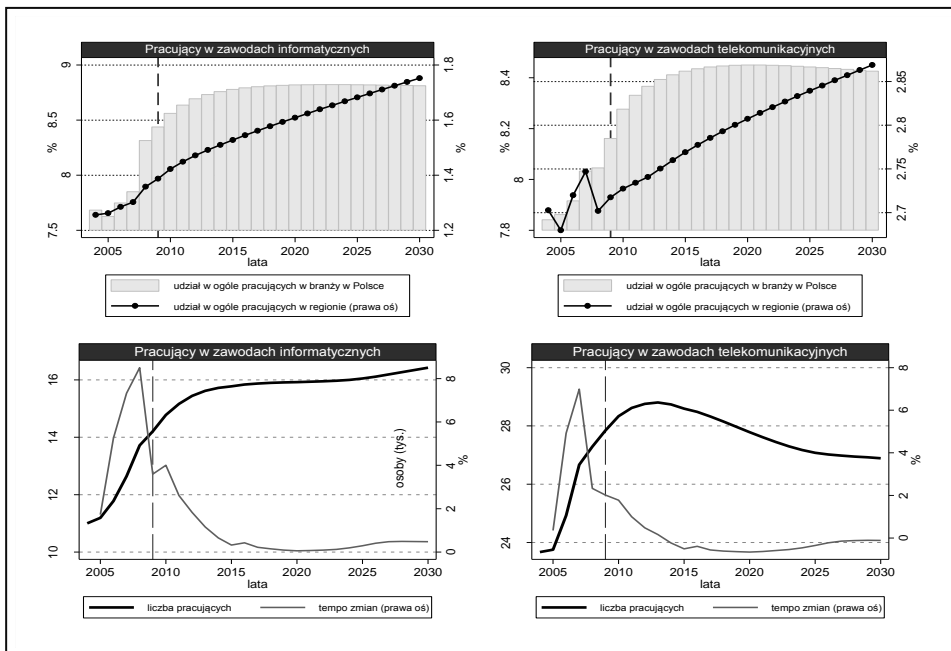 Pracujący w zawodach informatycznych
%
9
8.5
8
7.5
1.8
1.6
1.4
1.2
%
2005 2010 2015 2020 2025 2030
lata
udział w ogóle pracujących w branży w Polsce
udział w ogóle pracujących w regionie (prawa oś)
Pracujący w zawodach telekomunikacyjnych
%
8.4
8.2
8
7.8
2.85
2.8
2.75
2.7
%
2005 2010 2015 2020 2025 2030
lata
udział w ogóle pracujących w branży w Polsce
udział w ogóle pracujących w regionie (prawa oś)
Pracujący w zawodach informatycznych
16
14
12
10
8
6
4
2
0
%
2005 2010 2015 2020 2025 2030
lata
liczba pracujących tempo zmian (prawa oś)
Pracujący w zawodach telekomunikacyjnych
osoby (tys.)
30
28
26
24
8
6
4
2
0
%
2005 2010 2015 2020 2025 2030
lata
liczba pracujących tempo zmian (prawa oś)